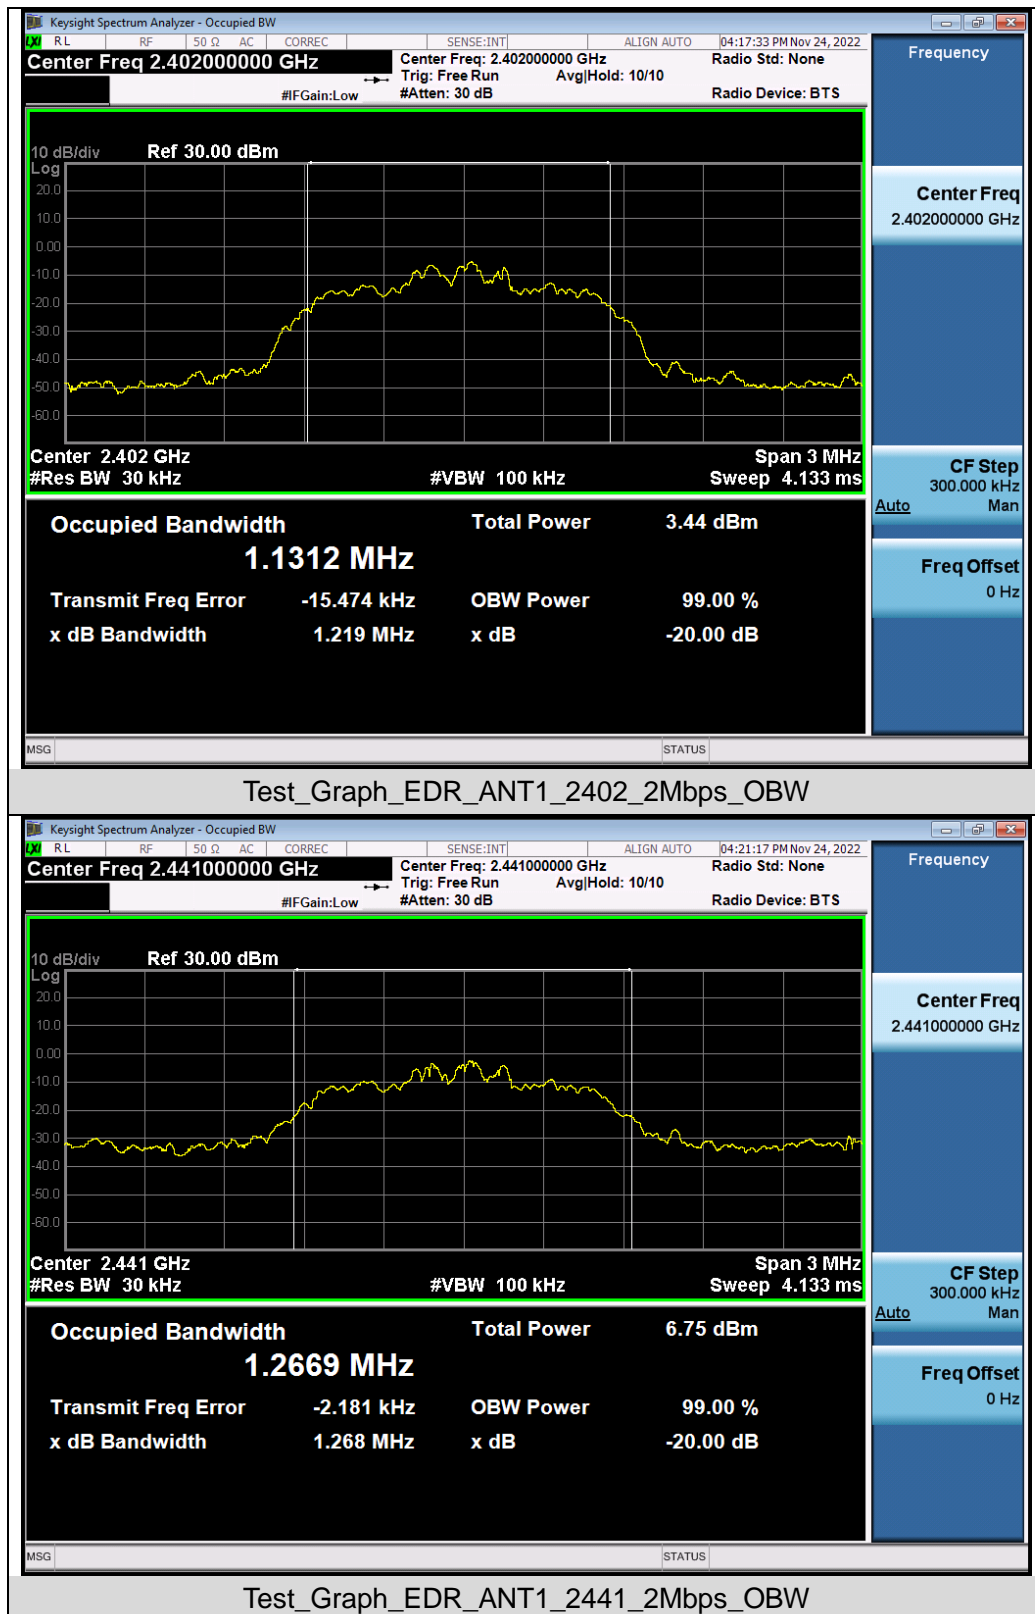 Keysight Spectrum Analyzer - Occupied BW
LXI RL RF 50 Ω AC CORREC SENSE:INT ALIGN AUTO 04:17:33 PM Nov 24, 2022
Center Freq 2.402000000 GHz
Center Freq: 2.402000000 GHz
Radio Std: None
Trig: Free Run Avg|Hold: 10/10
#IFGain:Low
#Atten: 30 dB
Radio Device: BTS
Frequency
10 dB/div Ref 30.00 dBm
Log
20.0
10.0
0.00
-10.0
-20.0
-30.0
-40.0
-50.0
-60.0
Center 2.402 GHz
Span 3 MHz
#Res BW 30 kHz
#VBW 100 kHz
Sweep 4.133 ms
Center Freq
2.402000000 GHz
CF Step
300.000 kHz
Auto Man
Freq Offset
0 Hz
Occupied Bandwidth
1.1312 MHz
Total Power 3.44 dBm
Transmit Freq Error -15.474 kHz
OBW Power 99.00 %
x dB Bandwidth 1.219 MHz
x dB -20.00 dB
MSG
STATUS
Test_Graph_EDR_ANT1_2402_2Mbps_OBW
Keysight Spectrum Analyzer - Occupied BW
LXI RL RF 50 Ω AC CORREC SENSE:INT ALIGN AUTO 04:21:17 PM Nov 24, 2022
Center Freq 2.441000000 GHz
Center Freq: 2.441000000 GHz
Radio Std: None
Trig: Free Run Avg|Hold: 10/10
#IFGain:Low
#Atten: 30 dB
Radio Device: BTS
Frequency
10 dB/div Ref 30.00 dBm
Log
20.0
10.0
0.00
-10.0
-20.0
-30.0
-40.0
-50.0
-60.0
Center 2.441 GHz
Span 3 MHz
#Res BW 30 kHz
#VBW 100 kHz
Sweep 4.133 ms
Center Freq
2.441000000 GHz
CF Step
300.000 kHz
Auto Man
Freq Offset
0 Hz
Occupied Bandwidth
1.2669 MHz
Total Power 6.75 dBm
Transmit Freq Error -2.181 kHz
OBW Power 99.00 %
x dB Bandwidth 1.268 MHz
x dB -20.00 dB
MSG
STATUS
Test_Graph_EDR_ANT1_2441_2Mbps_OBW